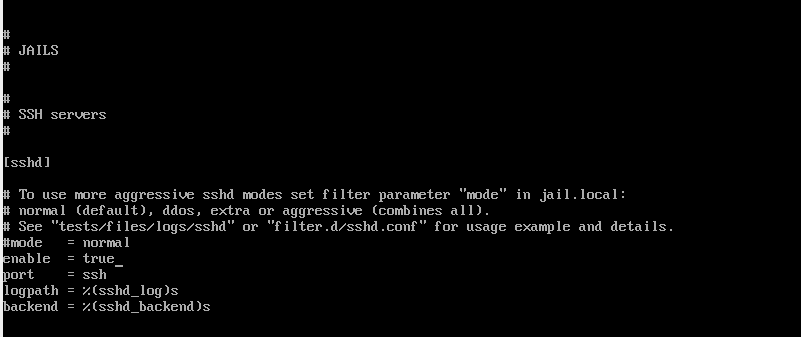 #
# JAILS
#
#
# SSH servers
#
[sshd]
# To use more aggressive sshd modes set filter parameter "mode" in jail.local:
# normal (default), ddos, extra or aggressive (combines all).
# See "tests/files/logs/sshd" or "filter.d/sshd.conf" for usage example and details.
#mode   = normal
enable  = true_
port    = ssh
logpath = %(sshd_log)s
backend = %(sshd_backend)s